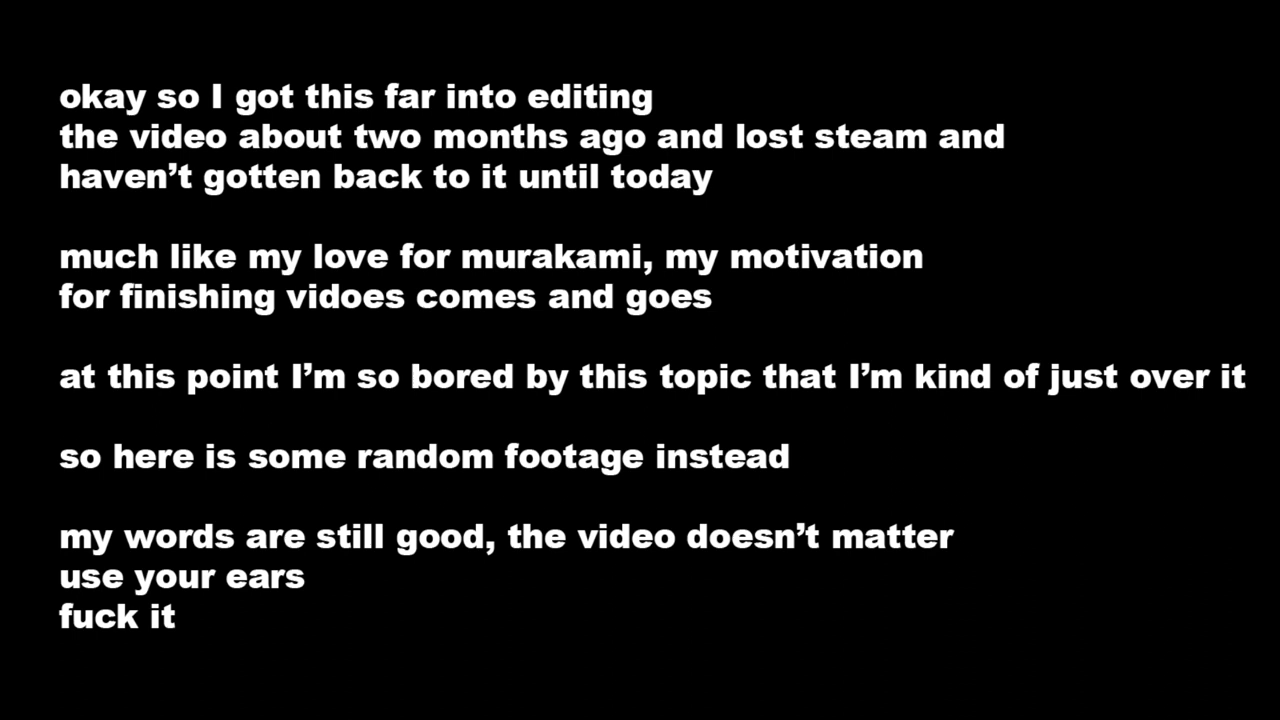 okay so I got this far into editing
the video about two months ago and lost steam and
haven’t gotten back to it until today
much like my love for murakami, my motivation
for finishing vidoes comes and goes
at this point I’m so bored by this topic that I’m kind of just over it
so here is some random footage instead
my words are still good, the video doesn’t matter
use your ears
fuck it